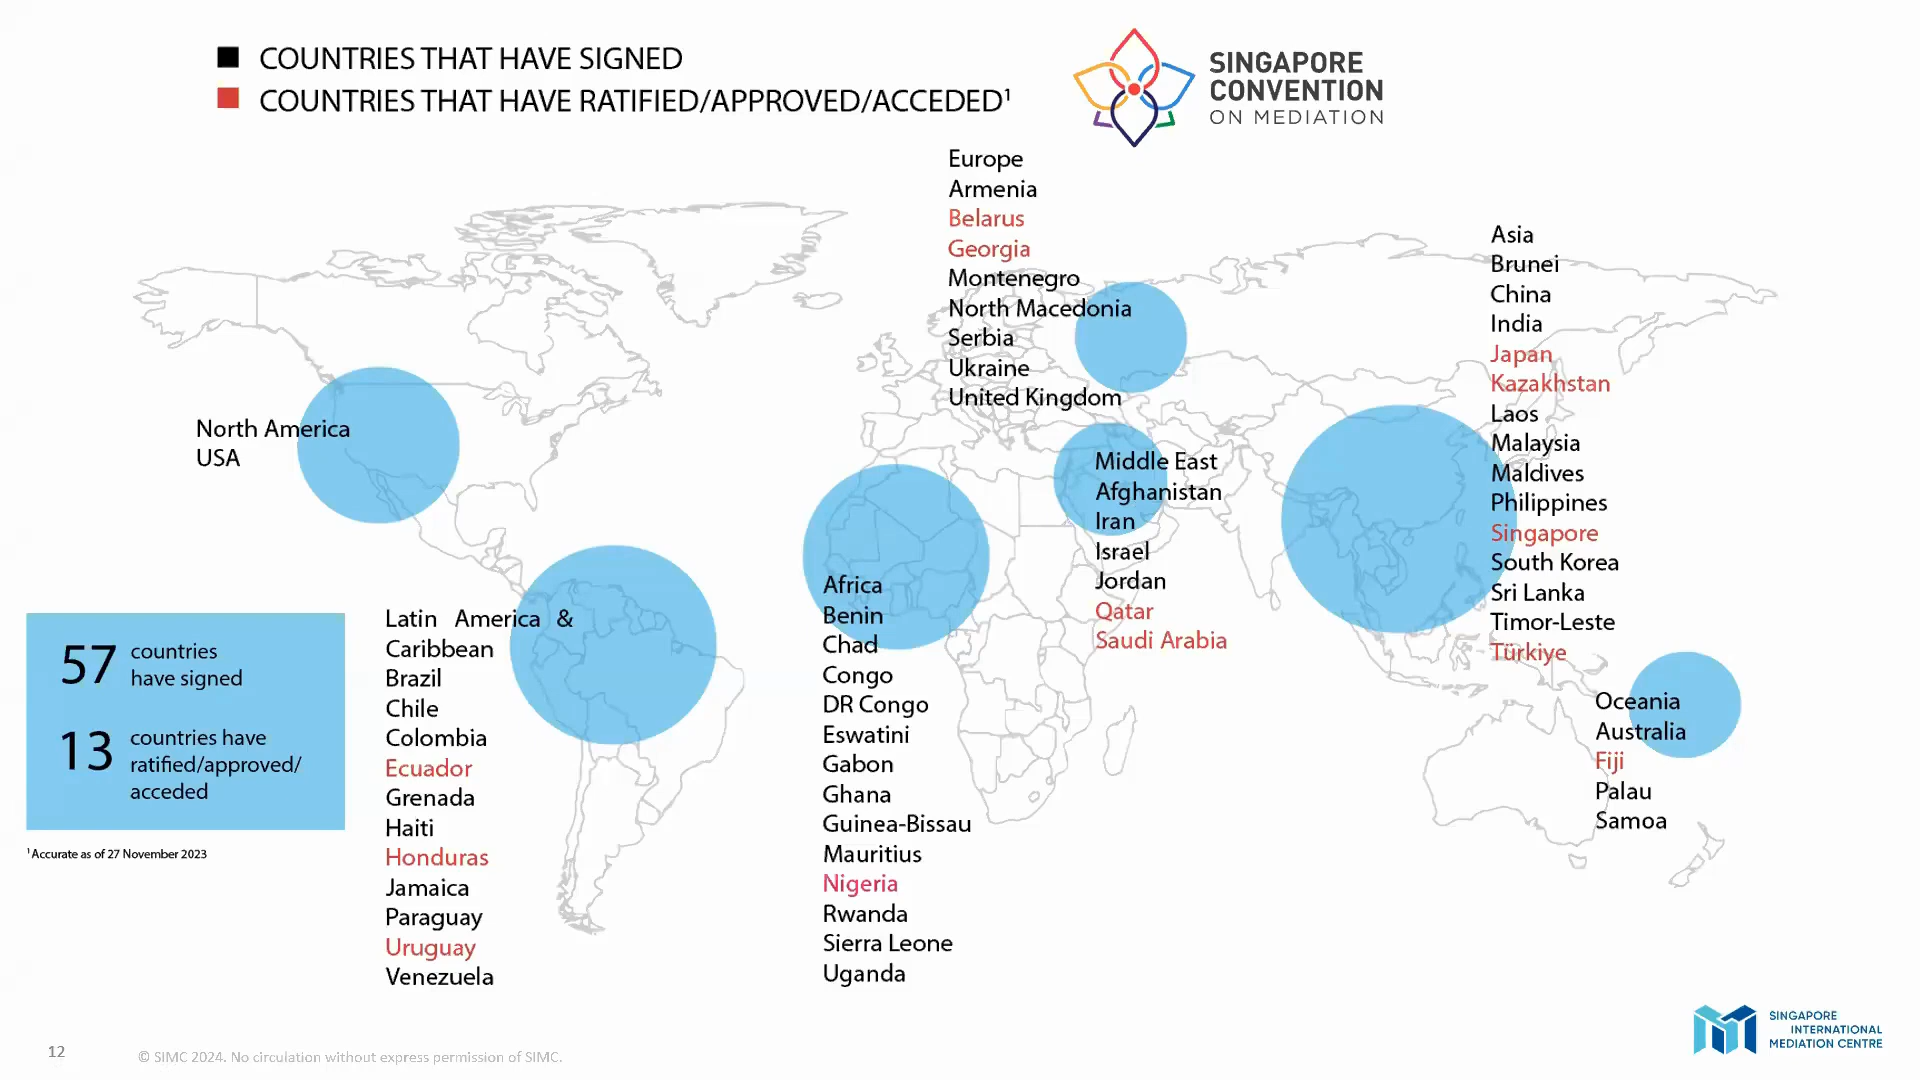 COUNTRIES THAT HAVE SIGNED
COUNTRIES THAT HAVE RATIFIED/APPROVED/ACCEDED¹
SINGAPORE
CONVENTION
ON MEDIATION
Europe
Armenia
Belarus
Georgia
Montenegro
North Macedonia
Serbia
Ukraine
United Kingdom
Asia
Brunei
China
India
Japan
Kazakhstan
Laos
Malaysia
Maldives
Philippines
Singapore
South Korea
Sri Lanka
Timor-Leste
Türkiye
North America
USA
Middle East
Afghanistan
Iran
Israel
Jordan
Qatar
Saudi Arabia
Africa
Benin
Chad
Congo
DR Congo
Eswatini
Gabon
Ghana
Guinea-Bissau
Mauritius
Nigeria
Rwanda
Sierra Leone
Uganda
Latin America &
Caribbean
Brazil
Chile
Colombia
Ecuador
Grenada
Haiti
Honduras
Jamaica
Paraguay
Uruguay
Venezuela
Oceania
Australia
Fiji
Palau
Samoa
57 countries
have signed
13 countries have
ratified/approved/
acceded
¹ Accurate as of 27 November 2023
12
© SIMC 2024. No circulation without express permission of SIMC.
SINGAPORE
INTERNATIONAL
MEDIATION CENTRE